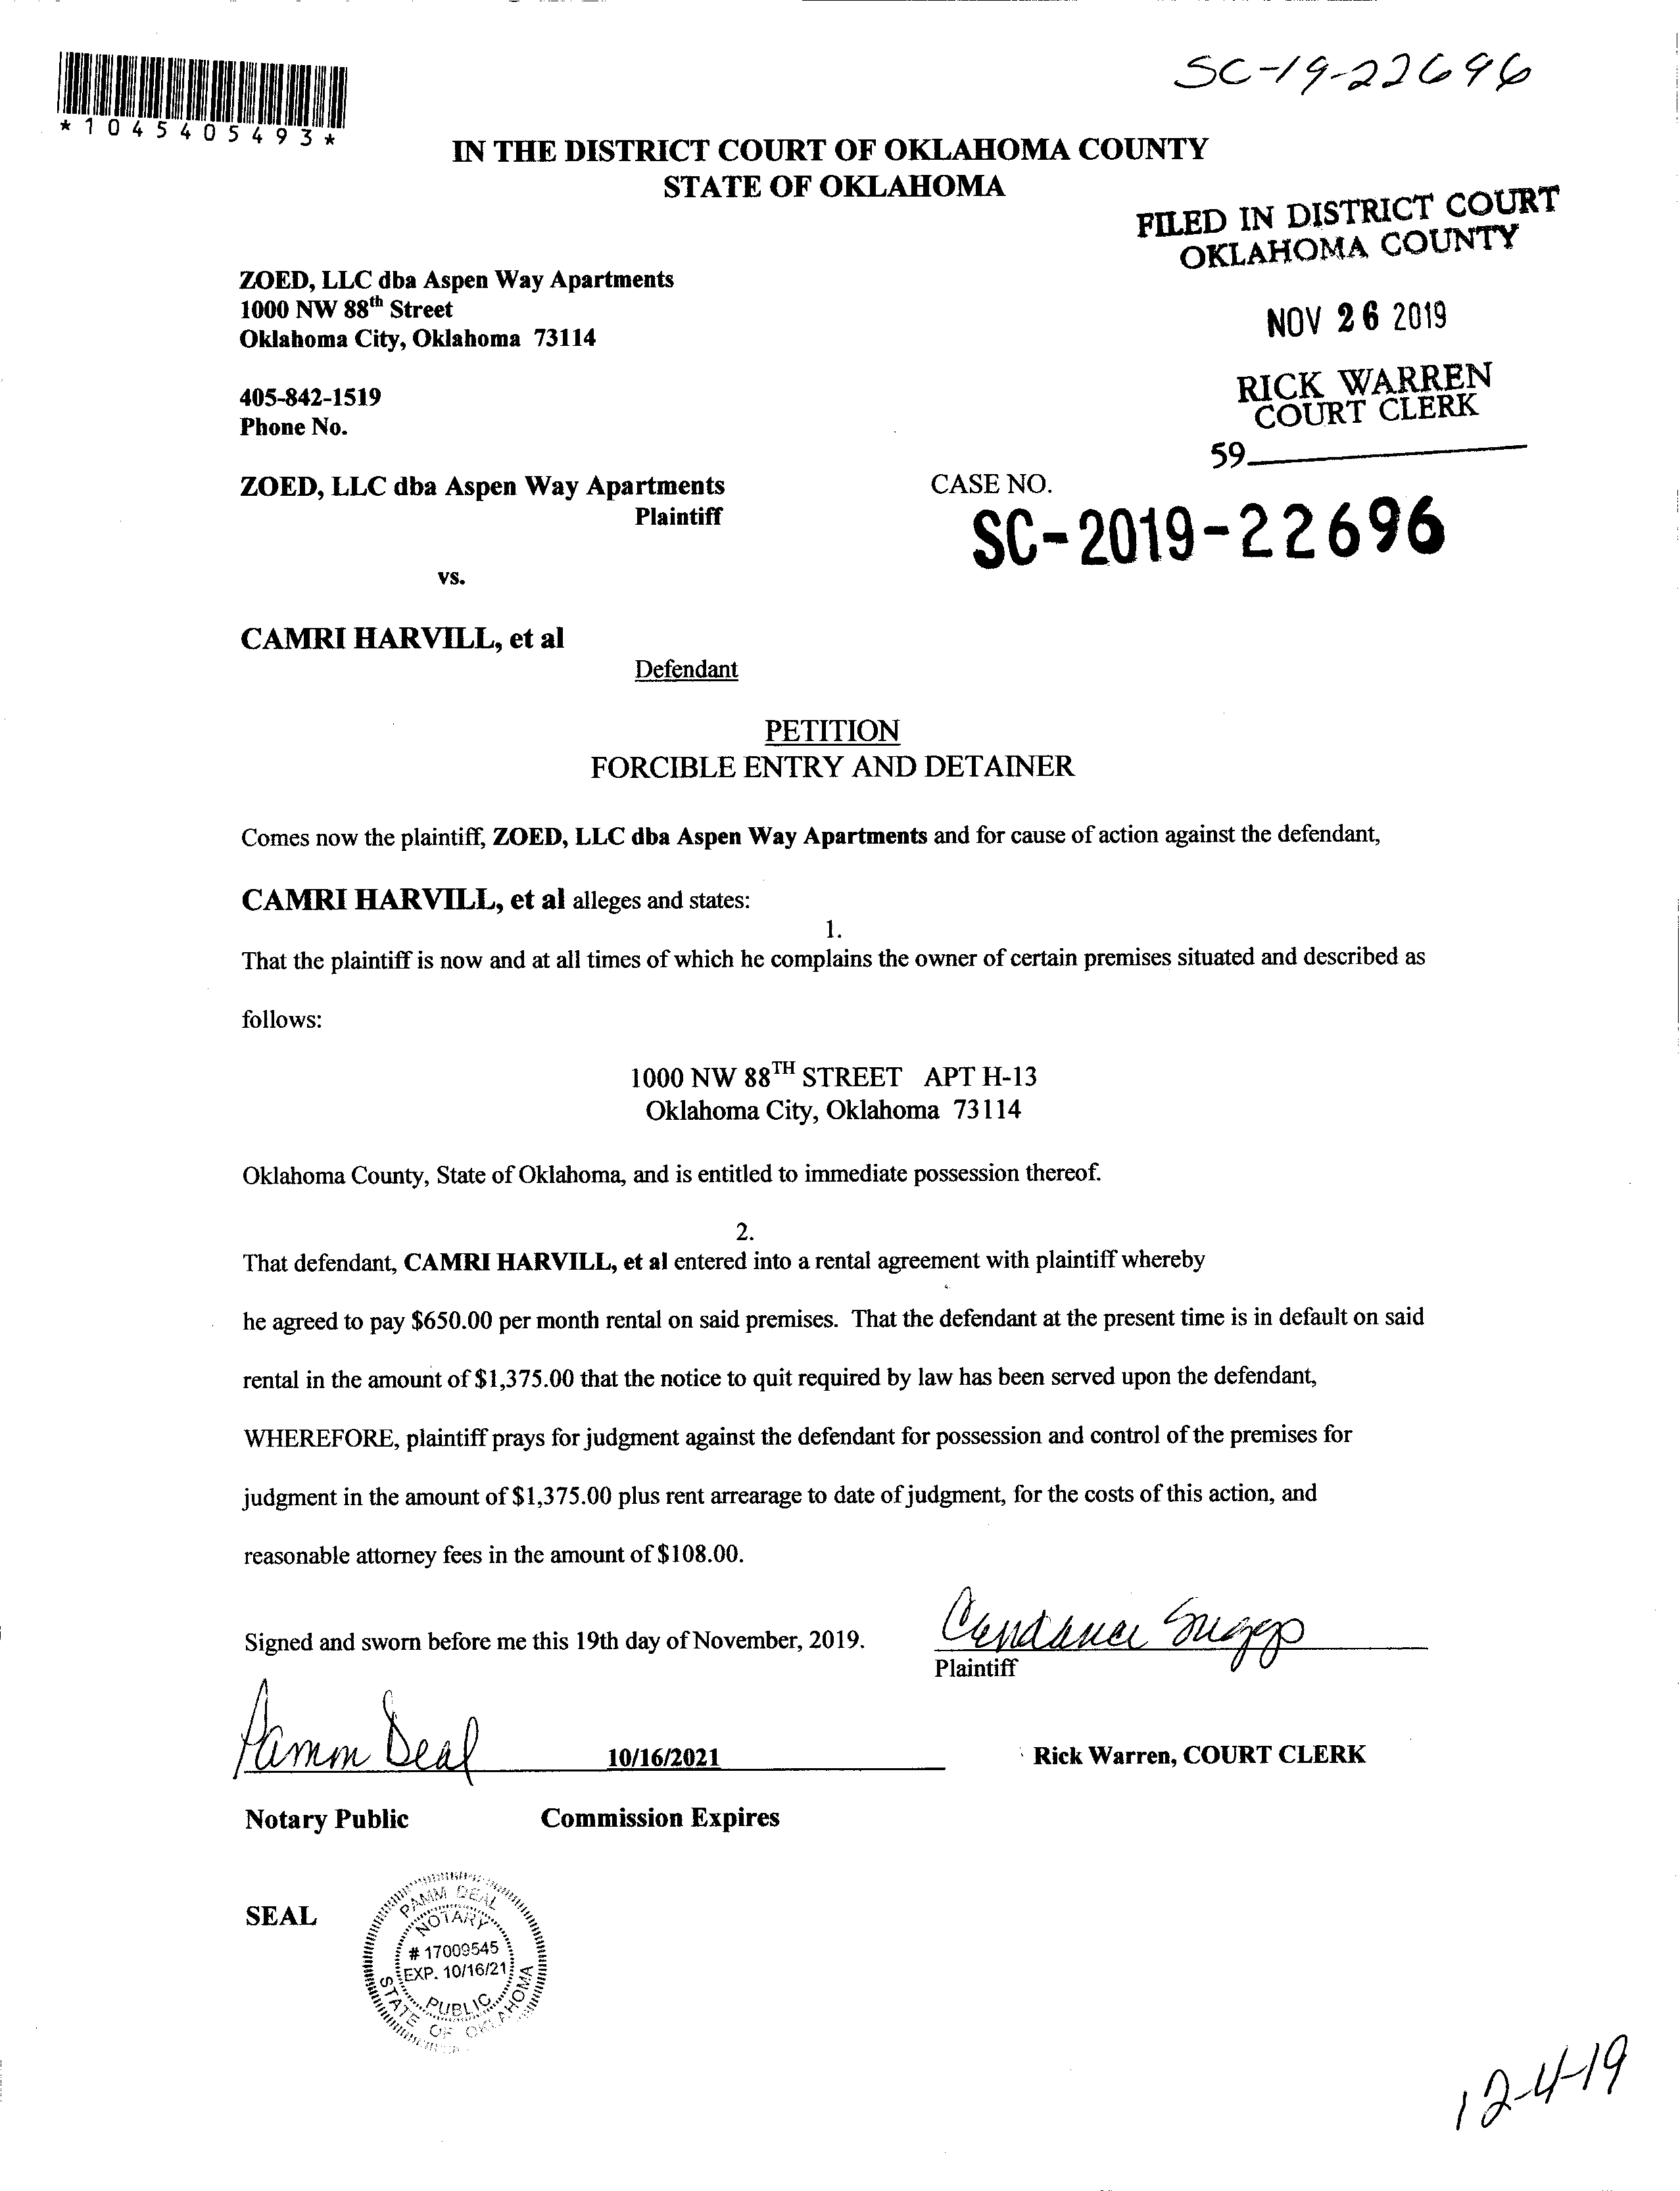 SC-19-22696
*1045405493*
IN THE DISTRICT COURT OF OKLAHOMA COUNTY
STATE OF OKLAHOMA
FILED IN DISTRICT COURT
OKLAHOMA COUNTY
ZOED, LLC dba Aspen Way Apartments
1000 NW 88th Street
Oklahoma City, Oklahoma 73114
NOV 26 2019
405-842-1519
Phone No.
RICK WARREN
COURT CLERK
59
ZOED, LLC dba Aspen Way Apartments
Plaintiff
CASE NO.
SC-2019-22696
vs.
CAMRI HARVILL, et al
Defendant
PETITION
FORCIBLE ENTRY AND DETAINER
Comes now the plaintiff, ZOED, LLC dba Aspen Way Apartments and for cause of action against the defendant,
CAMRI HARVILL, et al alleges and states:
1.
That the plaintiff is now and at all times of which he complains the owner of certain premises situated and described as
follows:
1000 NW 88TH STREET APT H-13
Oklahoma City, Oklahoma 73114
Oklahoma County, State of Oklahoma, and is entitled to immediate possession thereof.
2.
That defendant, CAMRI HARVILL, et al entered into a rental agreement with plaintiff whereby
he agreed to pay $650.00 per month rental on said premises. That the defendant at the present time is in default on said
rental in the amount of $1,375.00 that the notice to quit required by law has been served upon the defendant,
WHEREFORE, plaintiff prays for judgment against the defendant for possession and control of the premises for
judgment in the amount of $1,375.00 plus rent arrearage to date of judgment, for the costs of this action, and
reasonable attorney fees in the amount of $108.00.
Signed and sworn before me this 19th day of November, 2019.
Candance Suggs
Plaintiff
Pamm Deal
10/16/2021
Rick Warren, COURT CLERK
Notary Public Commission Expires
SEAL
PAMM DEAL
NOTARY
# 17009545
EXP. 10/16/21
PUBLIC
STATE OF OKLAHOMA
12-4-19